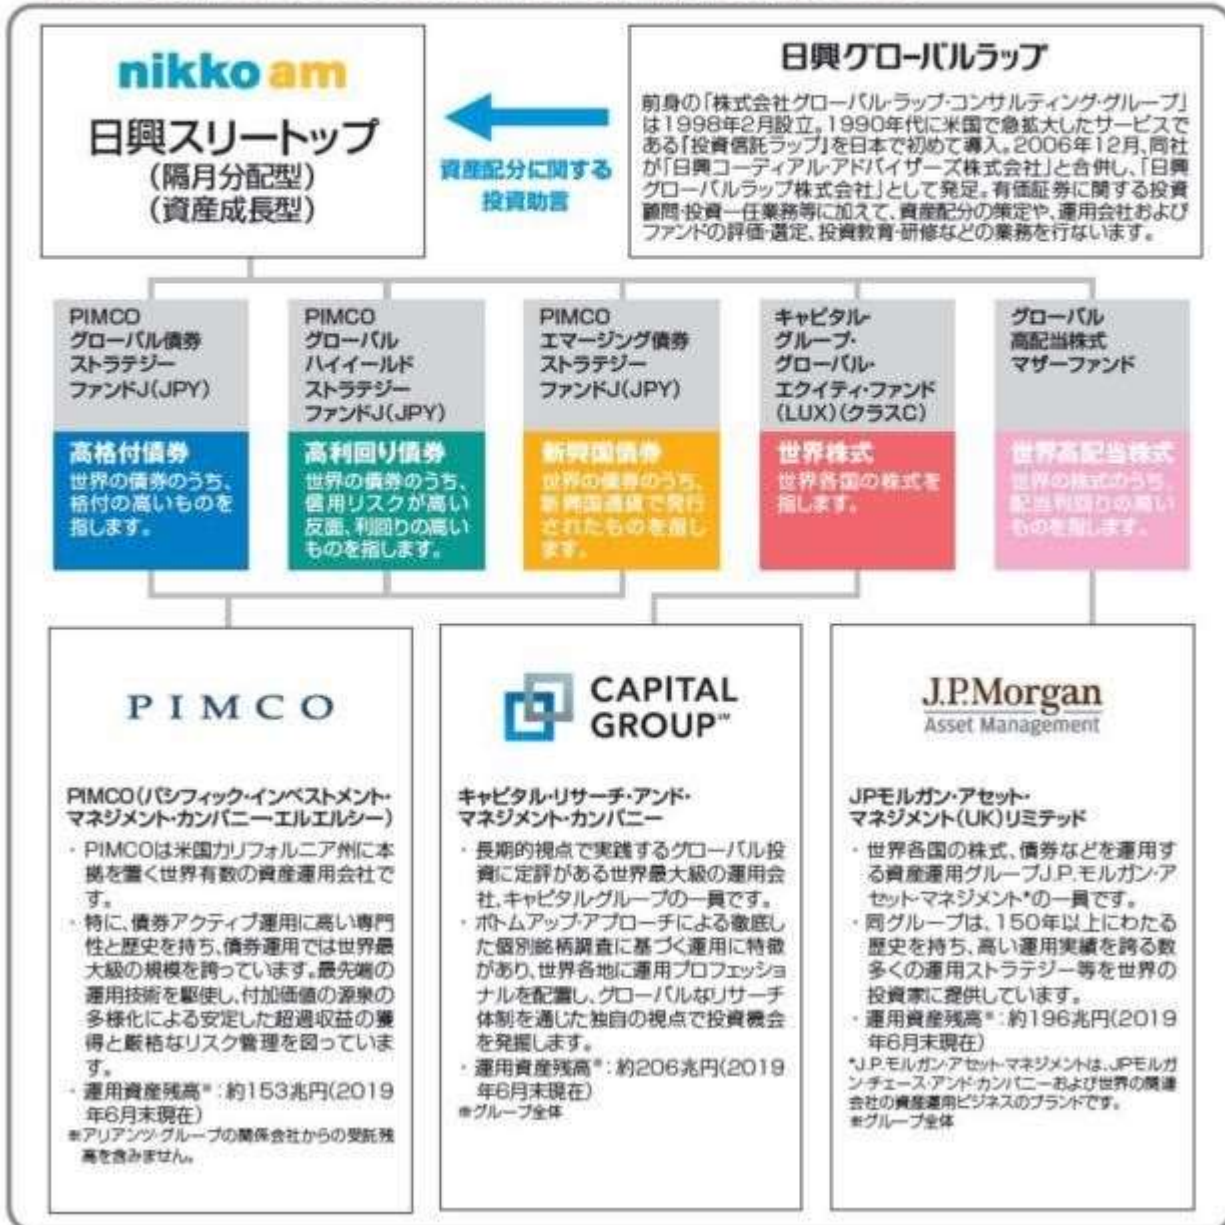 nikko am
日興スリートップ
(隔月分配型)
(資産成長型)
資産配分に関する
投資助言
日興グローバルラップ
前身の「株式会社グローバル・ラップ・コンサルティング・グループ」
は1998年2月設立。1990年代に米国で急拡大したサービスで
ある「投資信託ラップ」を日本で初めて導入。2006年12月、同社
が「日興コーディアル・アドバイザーズ株式会社」と合併し、「日興
グローバルラップ株式会社」として発足。有価証券に関する投資
顧問・投資一任業務等に加えて、資産配分の策定や、運用会社および
ファンドの評価・選定、投資教育・研修などの業務を行ないます。
PIMCO
グローバル債券
ストラテジー
ファンドJ(JPY)
高格付債券
世界の債券のうち、
格付の高いものを
指します。
PIMCO
グローバル
ハイイールド
ストラテジー
ファンドJ(JPY)
高利回り債券
世界の債券のうち、
信用リスクが高い
反面、利回りの高い
ものを指します。
PIMCO
エマージング債券
ストラテジー
ファンドJ(JPY)
新興国債券
世界の債券のうち、
新興国通貨で発行
されたものを指し
ます。
キャピタル・
グループ・
グローバル・
エクイティ・ファンド
(LUX)(クラスC)
世界株式
世界各国の株式を
指します。
グローバル
高配当株式
マザーファンド
世界高配当株式
世界の株式のうち、
配当利回りの高い
ものを指します。
PIMCO
PIMCO(パシフィック・インベストメント・
マネジメント・カンパニー・エルエルシー)
・PIMCOは米国カリフォルニア州に本
拠を置く世界有数の資産運用会社で
す。
・特に、債券アクティブ運用に高い専門
性と歴史を持ち、債券運用では世界最
大級の規模を誇っています。最先端の
運用技術を駆使し、付加価値の源泉の
多様化による安定した超過収益の獲
得と厳格なリスク管理を図っていま
す。
・運用資産残高※:約153兆円(2019
年6月末現在)
※アリアンツ・グループの関係会社からの受託残
高を含みません。
CAPITAL
GROUP℠
キャピタル・リサーチ・アンド・
マネジメント・カンパニー
・長期的視点で実践するグローバル投
資に定評がある世界最大級の運用会
社、キャピタル・グループの一員です。
・ボトムアップ・アプローチによる徹底し
た個別銘柄調査に基づく運用に特徴
があり、世界各地に運用プロフェッショ
ナルを配置し、グローバルなリサーチ
体制を通じた独自の視点で投資機会
を発掘します。
・運用資産残高※:約206兆円(2019
年6月末現在)
※グループ全体
J.P.Morgan
Asset Management
JPモルガン・アセット・
マネジメント(UK)リミテッド
・世界各国の株式、債券などを運用す
る資産運用グループJ.P.モルガン・ア
セット・マネジメント*の一員です。
・同グループは、150年以上にわたる
歴史を持ち、高い運用実績を誇る数
多くの運用ストラテジー等を世界の
投資家に提供しています。
・運用資産残高※:約196兆円(2019
年6月末現在)
*J.P.モルガン・アセット・マネジメントは、JPモルガ
ン・チェース・アンド・カンパニーおよび世界の関連
会社の資産運用ビジネスのブランドです。
※グループ全体